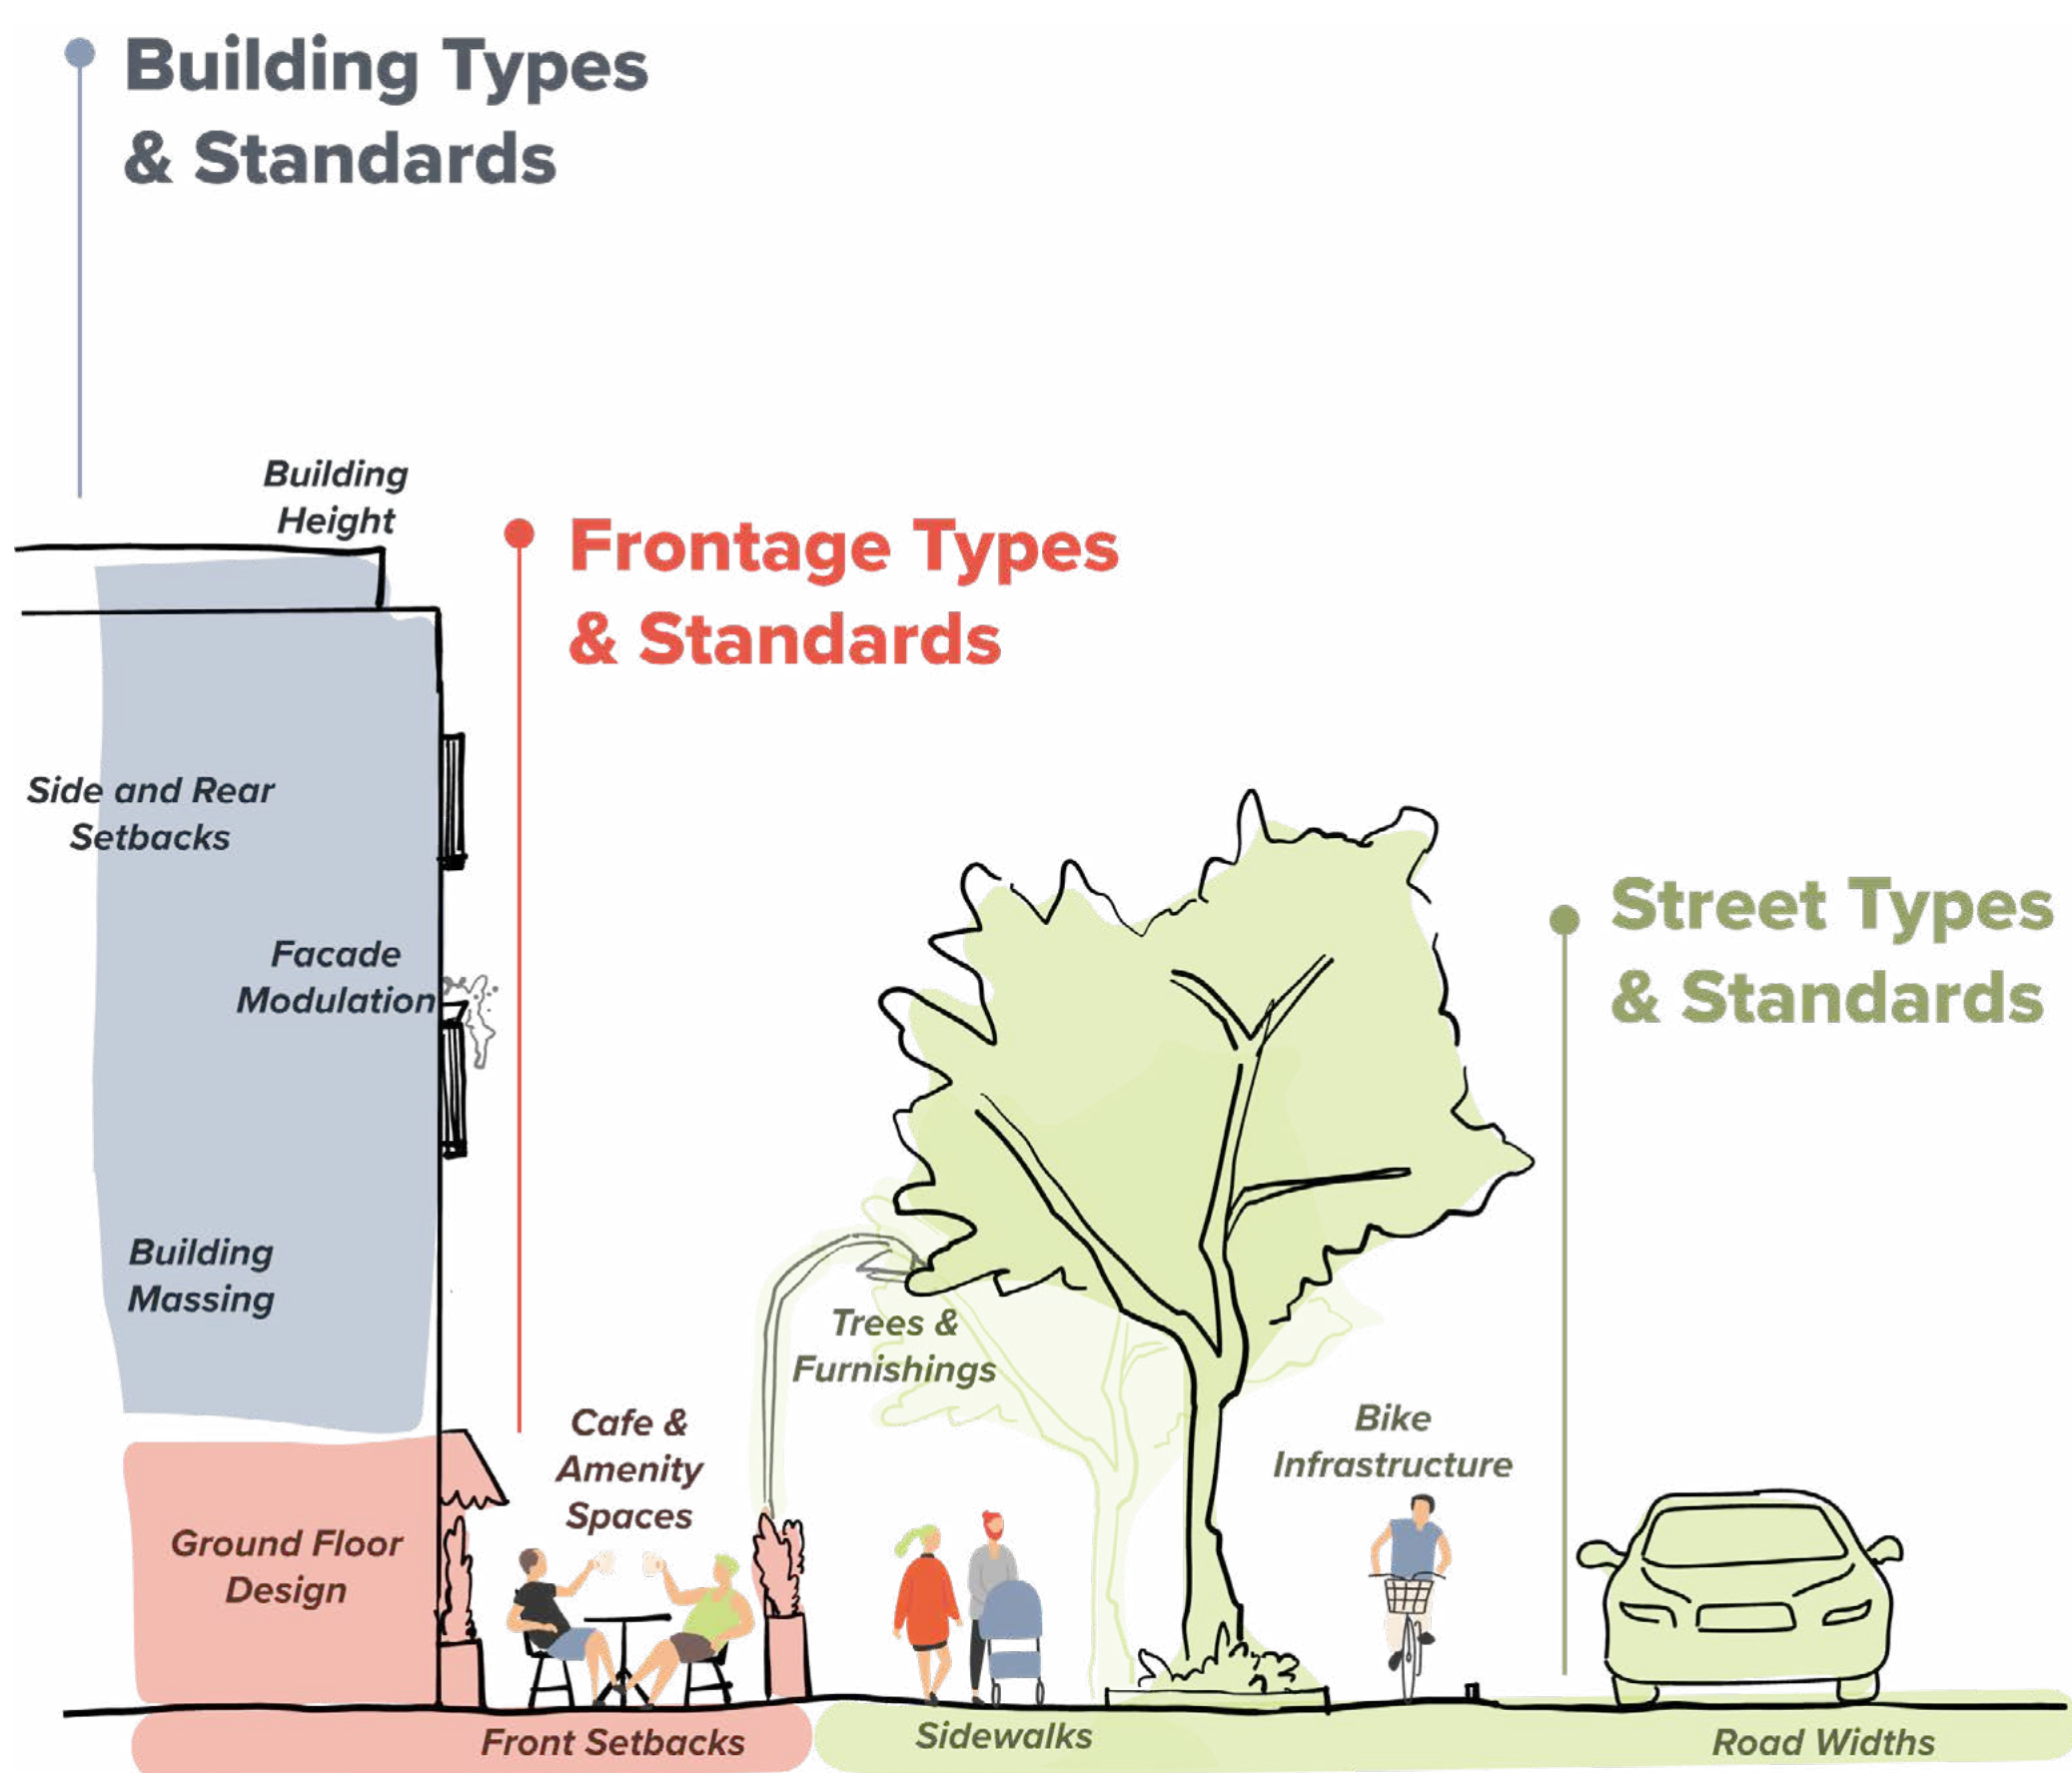 Building Types
& Standards
Building
Height
Frontage Types
& Standards
Side and Rear
Setbacks
Facade
Modulation
Street Types
& Standards
Building
Massing
Trees &
Furnishings
Cafe &
Amenity
Spaces
Bike
Infrastructure
Ground Floor
Design
Front Setbacks
Sidewalks
Road Widths